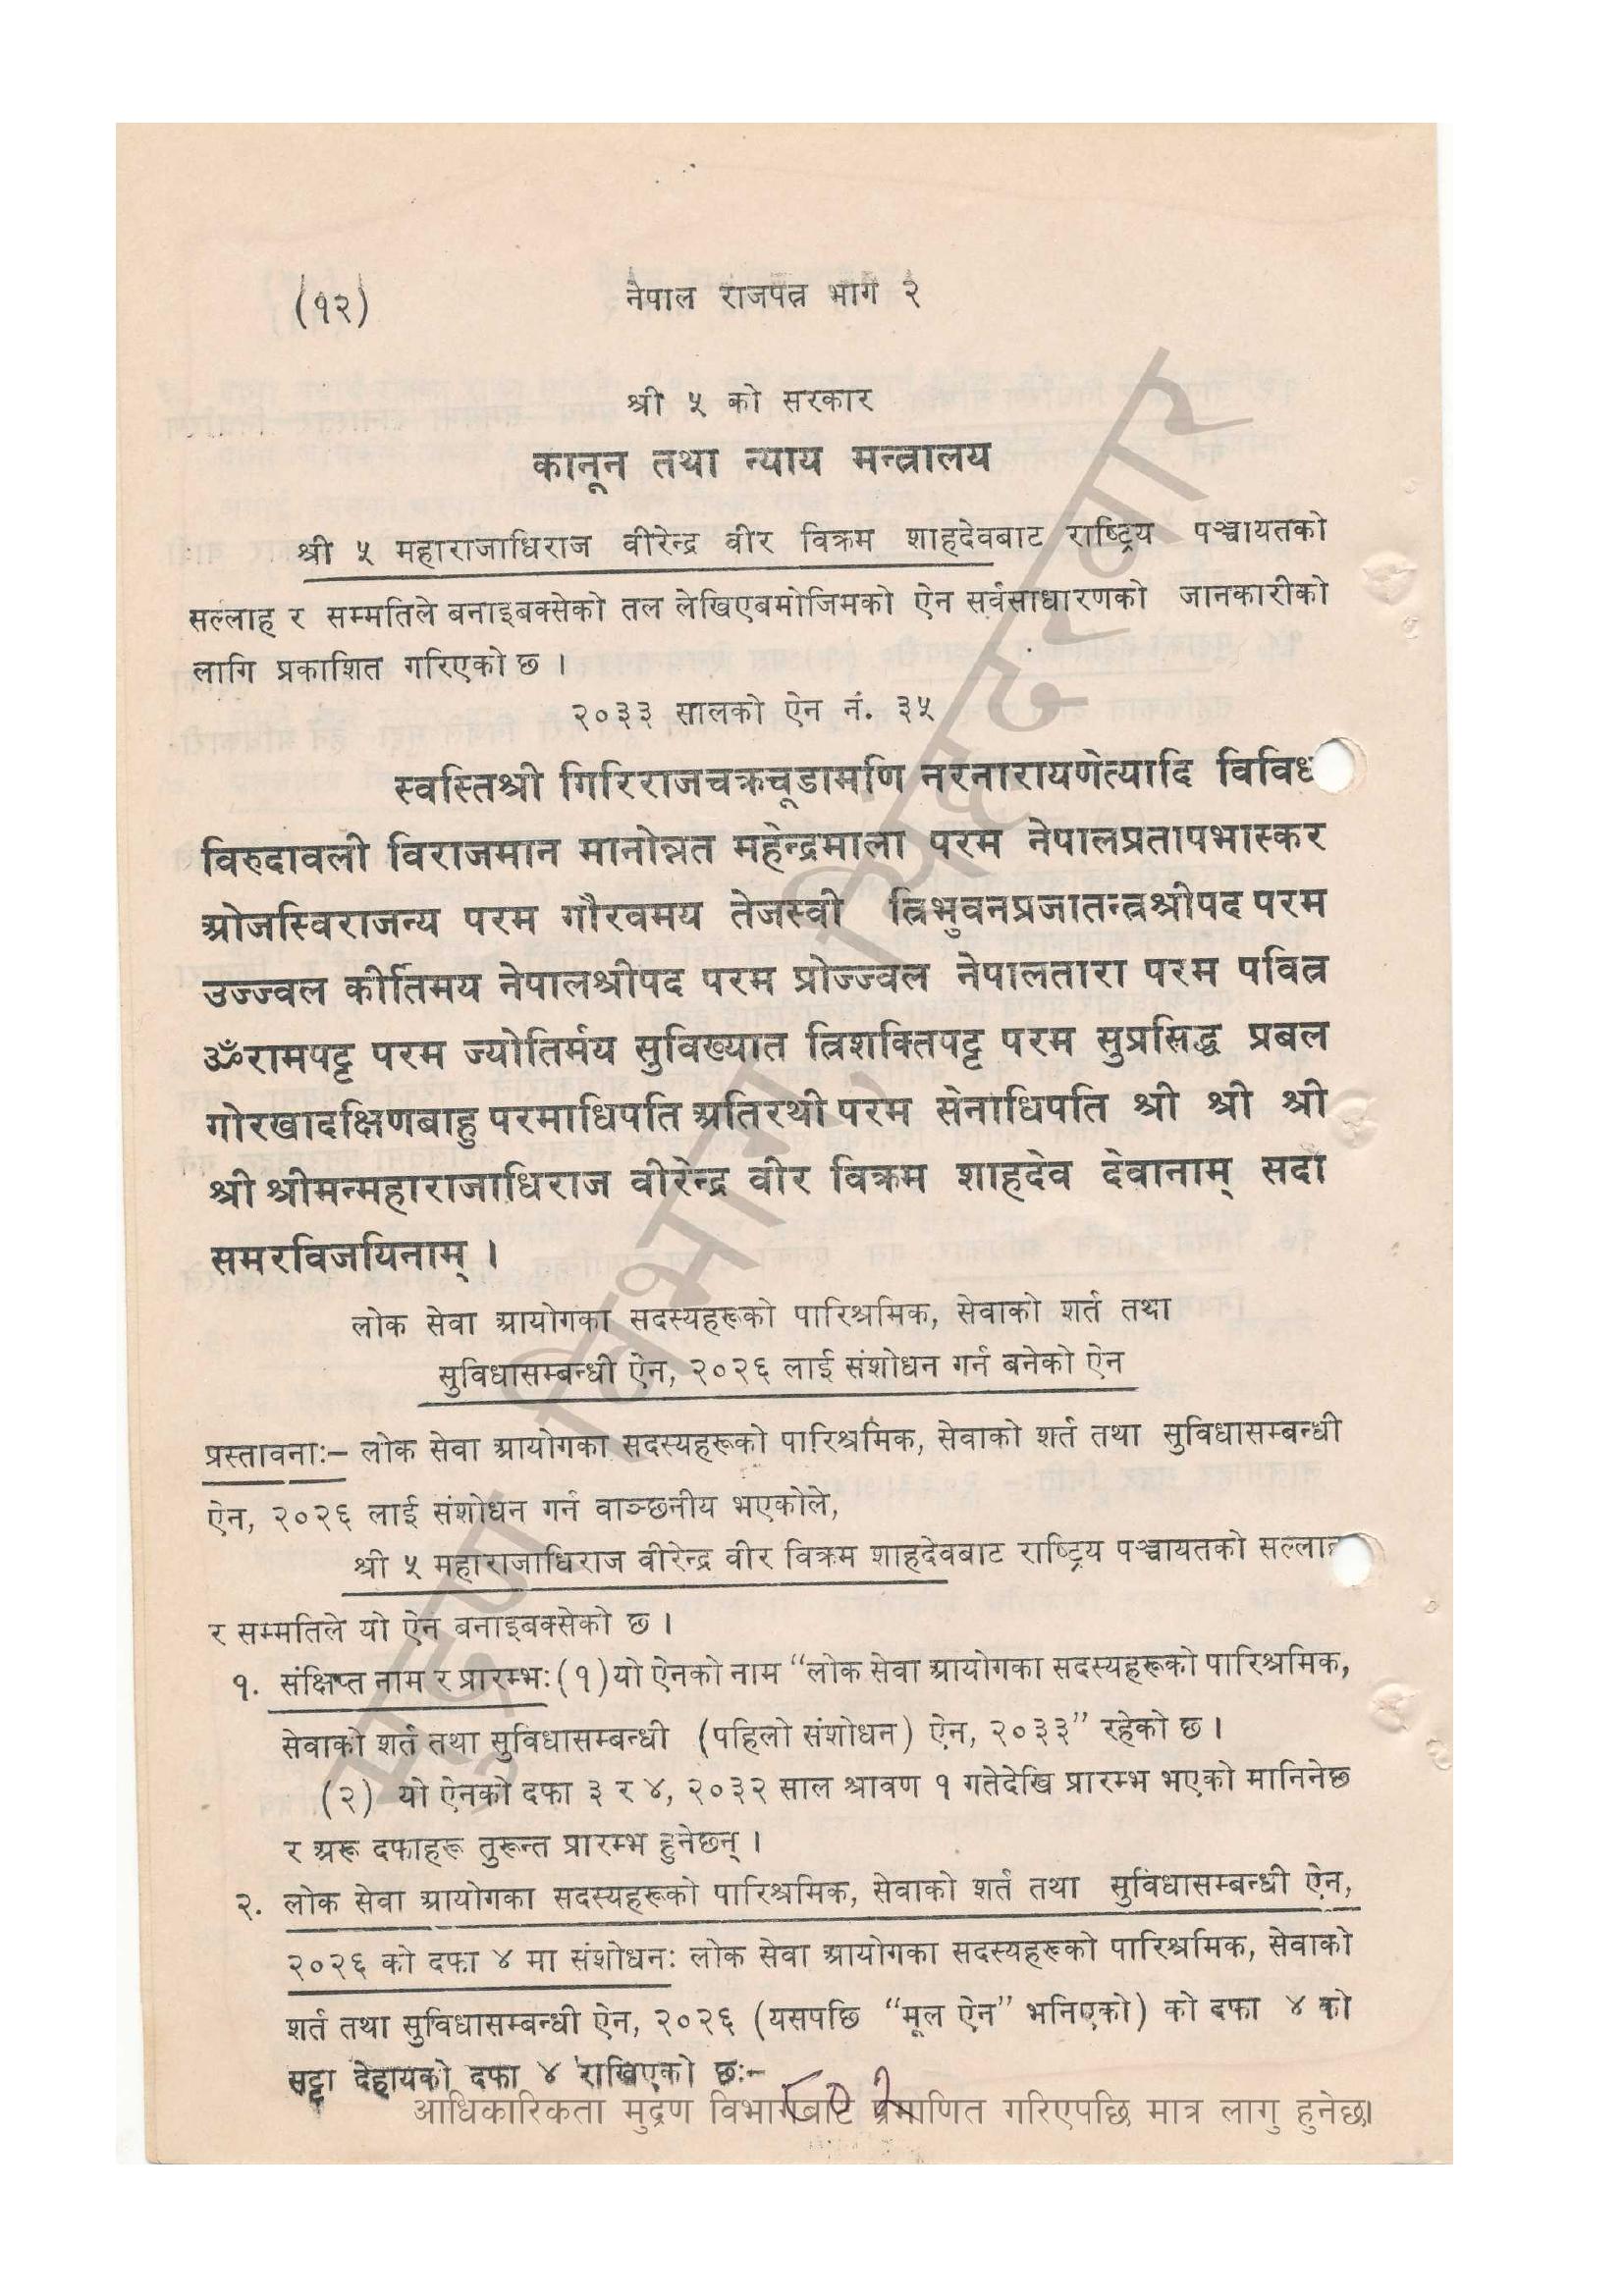 (१२)
नेपाल राजपत्र भाग २
श्री ५ को सरकार
कानून तथा न्याय मन्त्रालय
श्री ५ महाराजाधिराज वीरेन्द्र वीर विक्रम शाहदेवबाट राष्ट्रिय पञ्चायतको
सल्लाह र सम्मतिले बनाइबक्सेको तल लेखिएबमोजिमको ऐन सर्वसाधारणको जानकारीको
लागि प्रकाशित गरिएको छ ।
२०३३ सालको ऐन नं. ३५
स्वस्तिश्री गिरिराजचक्रचूडामणि नरनारायणेत्यादि विविध
विरुदावली विराजमान मानोन्नत महेन्द्रमाला परम नेपालप्रतापभास्कर
ओजस्विराजन्य परम गौरवमय तेजस्वी त्रिभुवनप्रजातन्त्रश्रीपद परम
उज्ज्वल कीर्तिमय नेपालश्रीपद परम प्रोज्ज्वल नेपालतारा परम पवित्र
ॐरामपट्ट परम ज्योतिर्मय सुविख्यात त्रिशक्तिपट्ट परम सुप्रसिद्ध प्रबल
गोरखादक्षिणबाहु परमाधिपति अतिरथी परम सेनाधिपति श्री श्री श्री
श्री श्रीमन्महाराजाधिराज वीरेन्द्र वीर विक्रम शाहदेव देवानाम् सदा
समरविजयिनाम् ।
लोक सेवा आयोगका सदस्यहरूको पारिश्रमिक, सेवाको शर्त तथा
सुविधासम्बन्धी ऐन, २०२६ लाई संशोधन गर्न बनेको ऐन
प्रस्तावनाः– लोक सेवा आयोगका सदस्यहरूको पारिश्रमिक, सेवाको शर्त तथा सुविधासम्बन्धी
ऐन, २०२६ लाई संशोधन गर्न वाञ्छनीय भएकोले,
श्री ५ महाराजाधिराज वीरेन्द्र वीर विक्रम शाहदेवबाट राष्ट्रिय पञ्चायतको सल्लाह
र सम्मतिले यो ऐन बनाइबक्सेको छ ।
१. संक्षिप्त नाम र प्रारम्भः (१) यो ऐनको नाम “लोक सेवा आयोगका सदस्यहरूको पारिश्रमिक,
सेवाको शर्त तथा सुविधासम्बन्धी (पहिलो संशोधन) ऐन, २०३३” रहेको छ ।
(२) यो ऐनको दफा ३ र ४, २०३२ साल श्रावण १ गतेदेखि प्रारम्भ भएको मानिनेछ
र अरू दफाहरू तुरून्त प्रारम्भ हुनेछन् ।
२. लोक सेवा आयोगका सदस्यहरूको पारिश्रमिक, सेवाको शर्त तथा सुविधासम्बन्धी ऐन,
२०२६ को दफा ४ मा संशोधनः लोक सेवा आयोगका सदस्यहरूको पारिश्रमिक, सेवाको
शर्त तथा सुविधासम्बन्धी ऐन, २०२६ (यसपछि “मूल ऐन” भनिएको) को दफा ४ को
सट्टा देहायको दफा ४ राखिएको छः–
आधिकारिकता मुद्रण विभागबाट प्रमाणित गरिएपछि मात्र लागु हुनेछ।
मुद्रण विभाग, सिंहदरबार